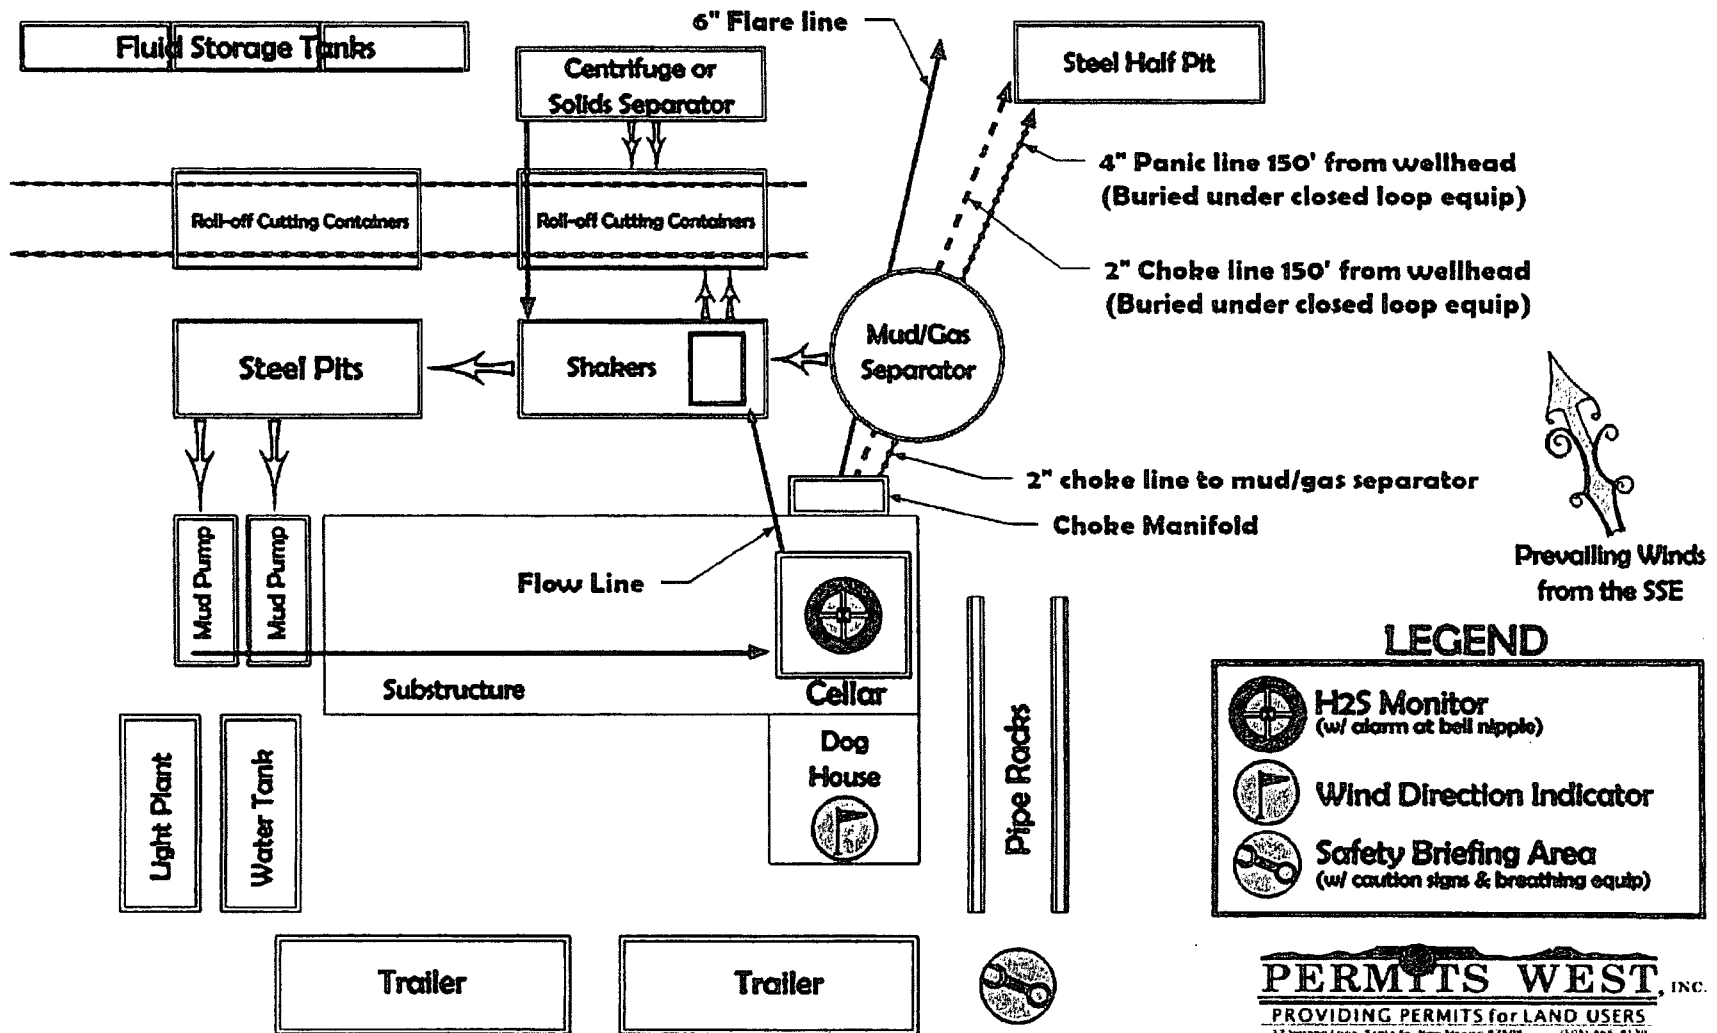 6" Flare line
Fluid Storage Tanks
Centrifuge or
Solids Separator
Steel Half Pit
4" Panic line 150' from wellhead
(Buried under closed loop equip)
Roll-off Cutting Containers
Roll-off Cutting Containers
2" Choke line 150' from wellhead
(Buried under closed loop equip)
Mud/Gas
Separator
Steel Pits
Shakers
2" choke line to mud/gas separator
Choke Manifold
Mud Pump
Mud Pump
Flow Line
Prevailing Winds
from the SSE
Substructure
Cellar
LEGEND
H2S Monitor
(w/ alarm at bell nipple)
Wind Direction Indicator
Safety Briefing Area
(w/ caution signs & breathing equip)
Dog
House
Pipe Racks
Light Plant
Water Tank
Trailer
Trailer
PERMITS WEST, INC.
PROVIDING PERMITS for LAND USERS